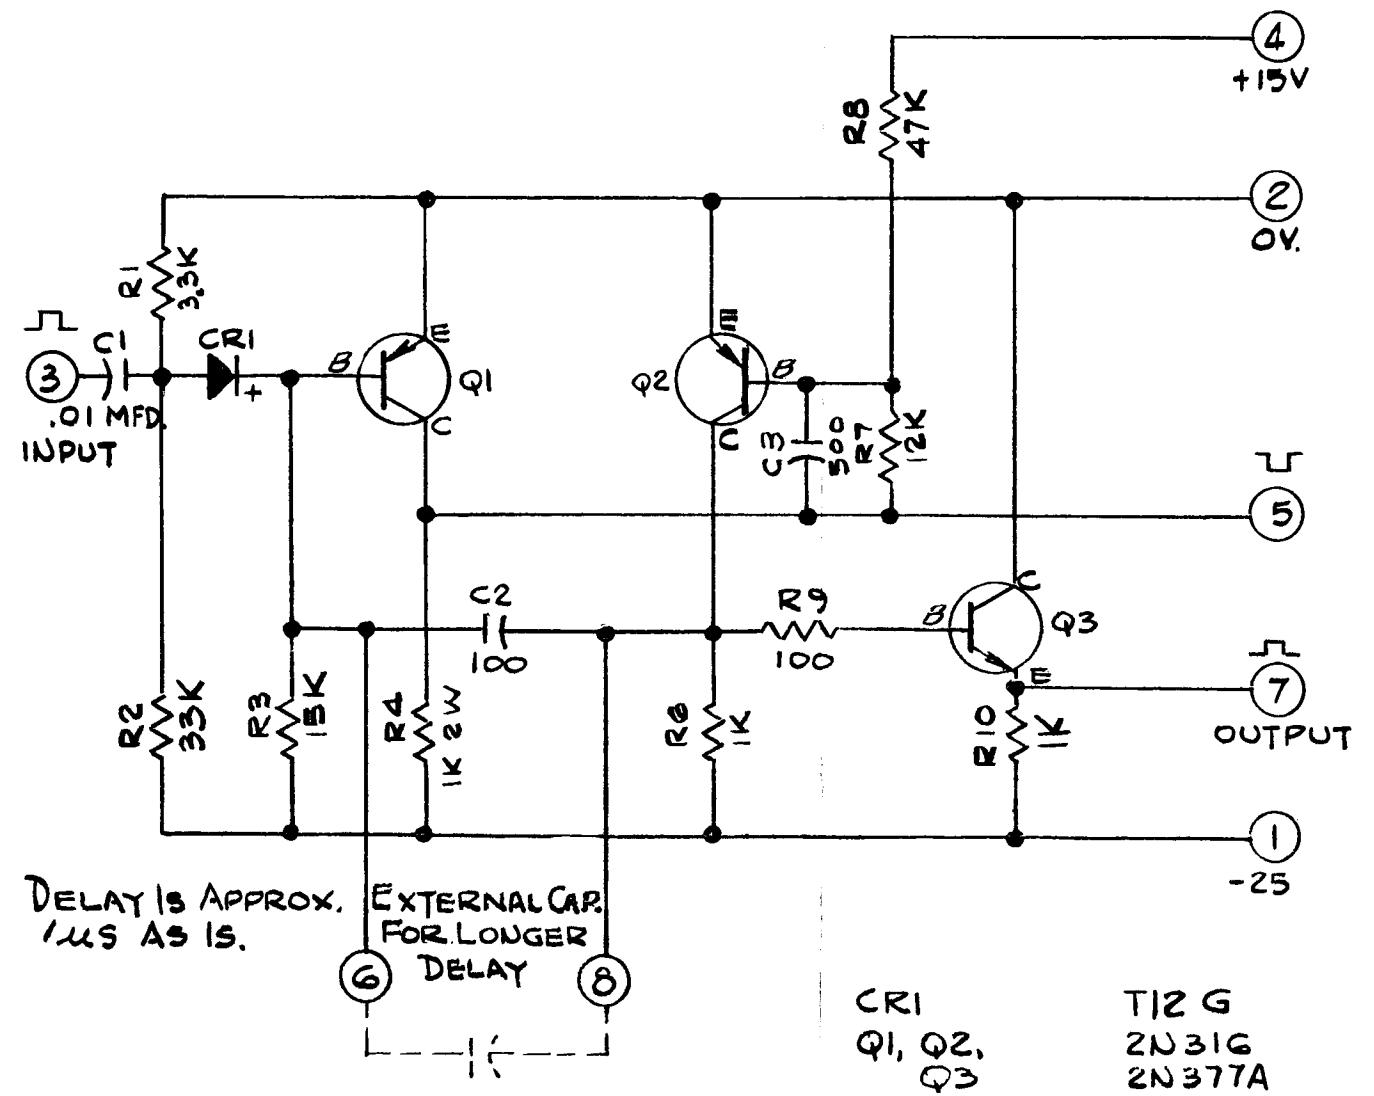 4
+15V
R8
47K
2
0V.
R1
3.3K
C1
CR1
+
3
.01 MFD.
INPUT
B
E
Q1
C
E
Q2
B
C
C3
500
R7
12K
5
C2
100
R9
100
B
C
Q3
E
7
OUTPUT
R2
33K
R3
15K
R4
1K 2W
R6
1K
R10
1K
1
-25
DELAY IS APPROX.
1µS AS IS.
EXTERNAL CAP.
FOR LONGER
DELAY
6
8
CR1 T12G
Q1, Q2, 2N316
Q3 2N377A